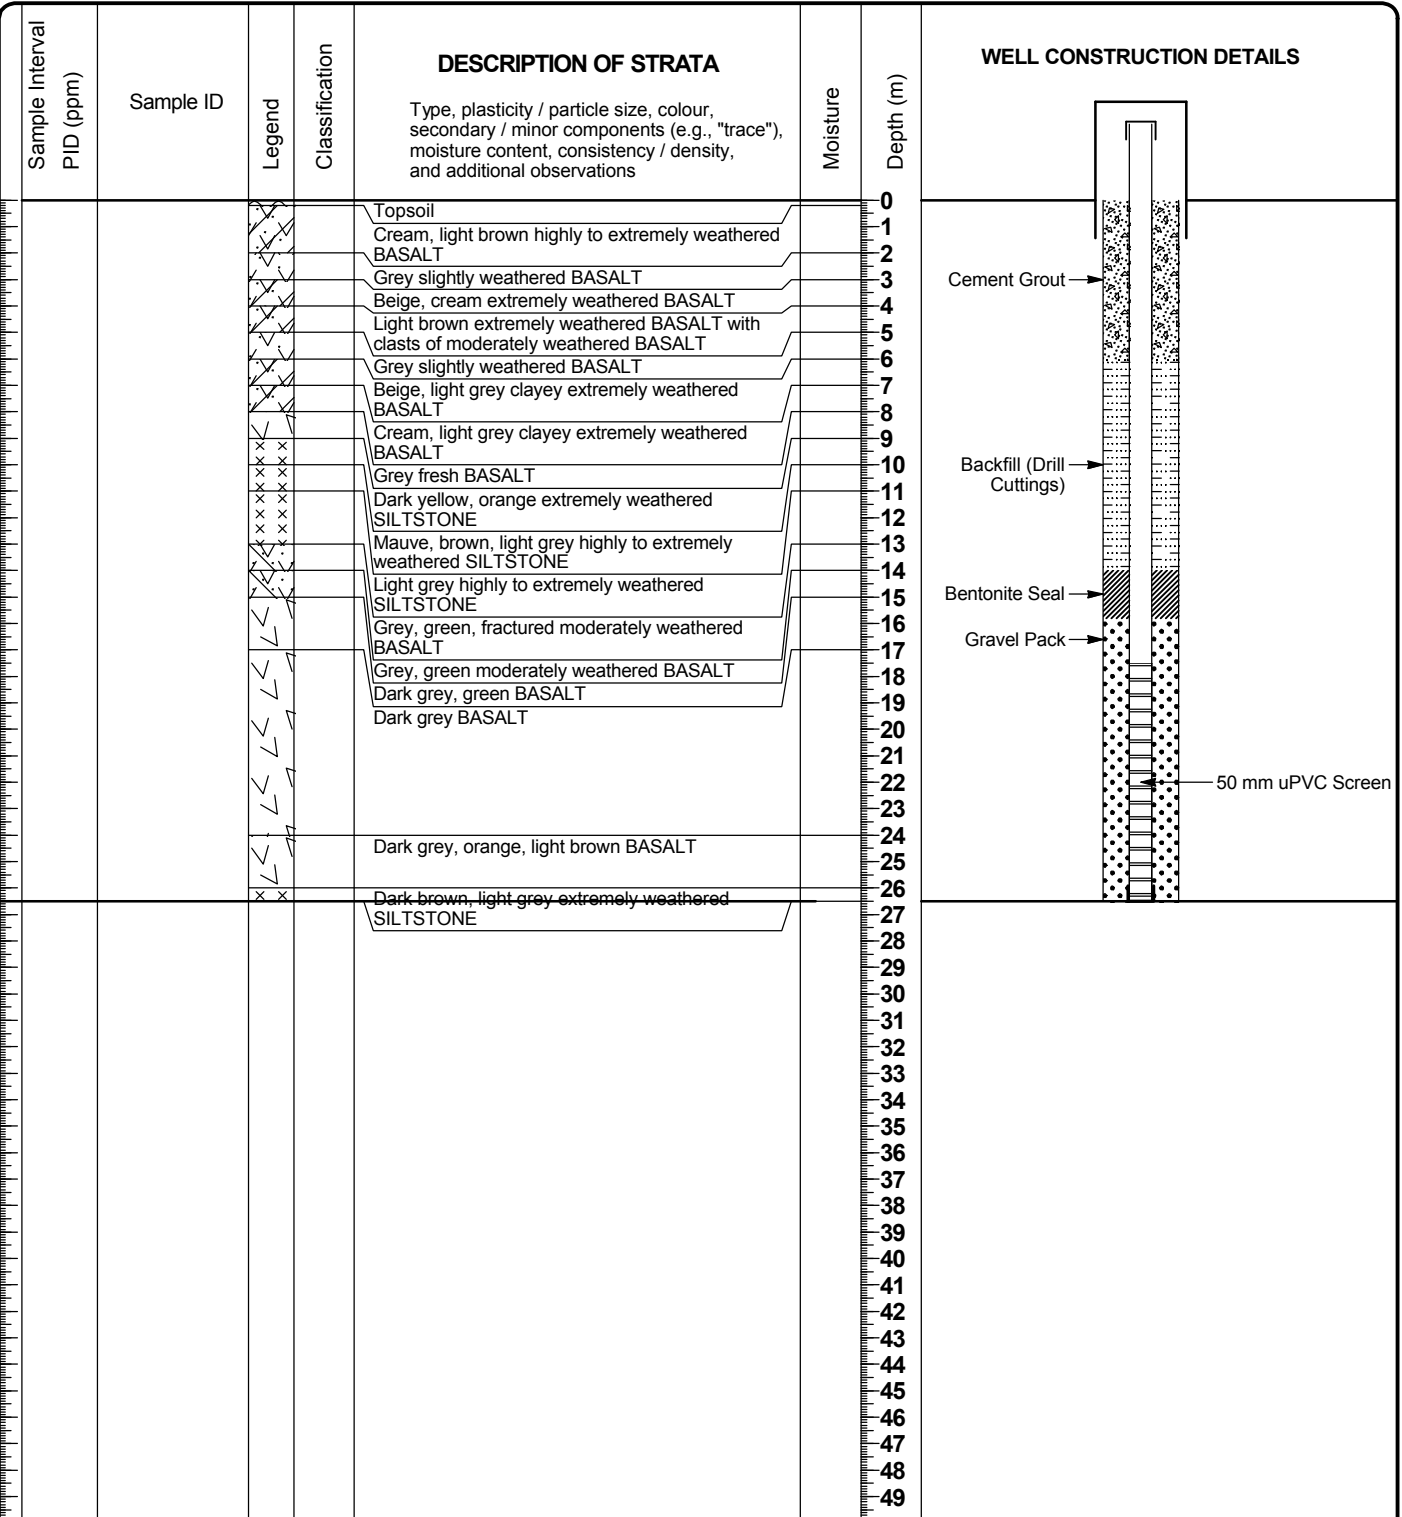 Sample Interval
PID (ppm)
Sample ID
Legend
Classification
DESCRIPTION OF STRATA
Type, plasticity / particle size, colour,
secondary / minor components (e.g., "trace"),
moisture content, consistency / density,
and additional observations
Moisture
Depth (m)
WELL CONSTRUCTION DETAILS
Topsoil
Cream, light brown highly to extremely weathered
BASALT
Grey slightly weathered BASALT
Beige, cream extremely weathered BASALT
Light brown extremely weathered BASALT with
clasts of moderately weathered BASALT
Grey slightly weathered BASALT
Beige, light grey clayey extremely weathered
BASALT
Cream, light grey clayey extremely weathered
BASALT
Grey fresh BASALT
Dark yellow, orange extremely weathered
SILTSTONE
Mauve, brown, light grey highly to extremely
weathered SILTSTONE
Light grey highly to extremely weathered
SILTSTONE
Grey, green, fractured moderately weathered
BASALT
Grey, green moderately weathered BASALT
Dark grey, green BASALT
Dark grey BASALT
Dark grey, orange, light brown BASALT
Dark brown, light grey extremely weathered
SILTSTONE
0
1
2
3
4
5
6
7
8
9
10
11
12
13
14
15
16
17
18
19
20
21
22
23
24
25
26
27
28
29
30
31
32
33
34
35
36
37
38
39
40
41
42
43
44
45
46
47
48
49
Cement Grout
Backfill (Drill
Cuttings)
Bentonite Seal
Gravel Pack
50 mm uPVC Screen